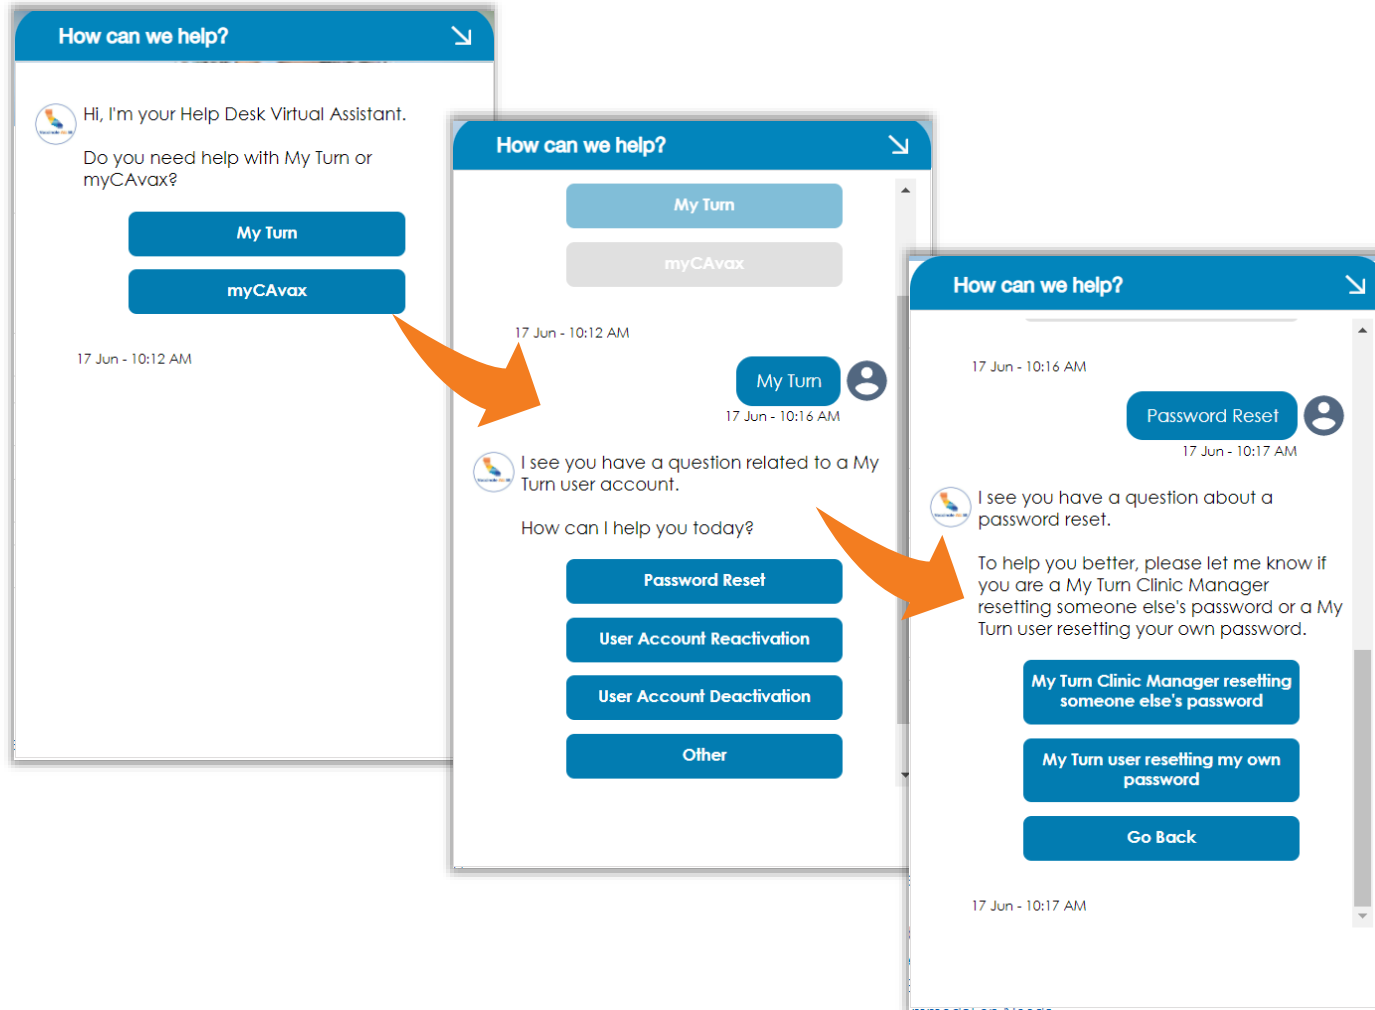 How can we help?
Hi, I'm your Help Desk Virtual Assistant.
Do you need help with My Turn or
myCAvax?
My Turn
myCAvax
17 Jun - 10:12 AM
How can we help?
My Turn
myCAvax
17 Jun - 10:12 AM
My Turn
17 Jun - 10:16 AM
I see you have a question related to a My
Turn user account.
How can I help you today?
Password Reset
User Account Reactivation
User Account Deactivation
Other
How can we help?
17 Jun - 10:16 AM
Password Reset
17 Jun - 10:17 AM
I see you have a question about a
password reset.
To help you better, please let me know if
you are a My Turn Clinic Manager
resetting someone else's password or a My
Turn user resetting your own password.
My Turn Clinic Manager resetting
someone else's password
My Turn user resetting my own
password
Go Back
17 Jun - 10:17 AM